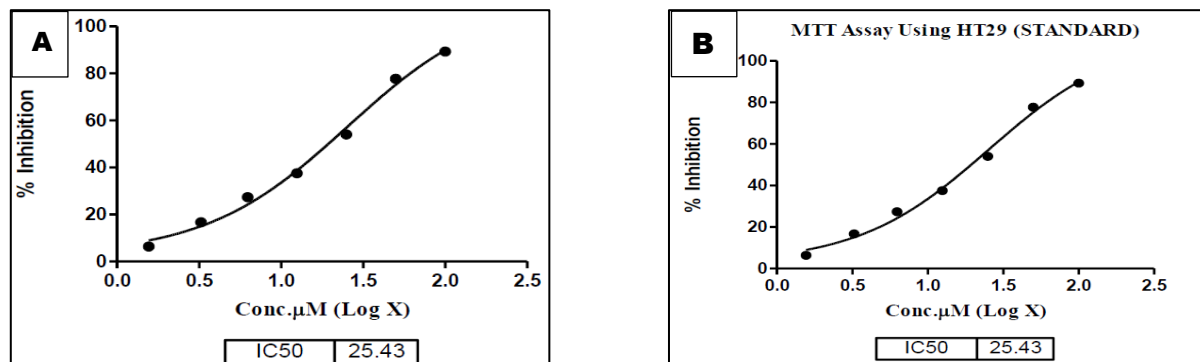 A
100
80
60
40
20
0
% Inhibition
0.0 0.5 1.0 1.5 2.0 2.5
Conc.μM (Log X)
IC50 25.43
B
MTT Assay Using HT29 (STANDARD)
100
80
60
40
20
0
% Inhibition
0.0 0.5 1.0 1.5 2.0 2.5
Conc.μM (Log X)
IC50 25.43